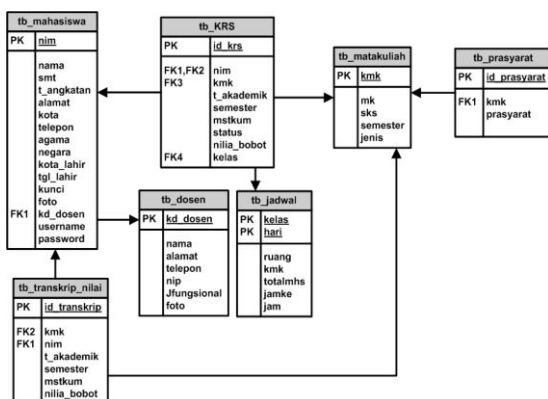 tb_mahasiswa
PK nim
nama
smt
t_angkatan
alamat
kota
telepon
agama
negara
kota_lahir
tgl_lahir
kunci
foto
FK1 kd_dosen
username
password
tb_KRS
PK id_krs
FK1,FK2 nim
FK3 kmk
t_akademik
semester
mstkum
status
nilia_bobot
FK4 kelas
tb_matakuliah
PK kmk
mk
sks
semester
jenis
tb_prasyarat
PK id_prasyarat
FK1 kmk
prasyarat
tb_dosen
PK kd_dosen
nama
alamat
telepon
nip
Jfungsional
foto
tb_jadwal
PK kelas
PK hari
ruang
kmk
totalmhs
jamke
jam
tb_transkrip_nilai
PK id_transkrip
FK2 kmk
FK1 nim
t_akademik
semester
mstkum
nilia_bobot